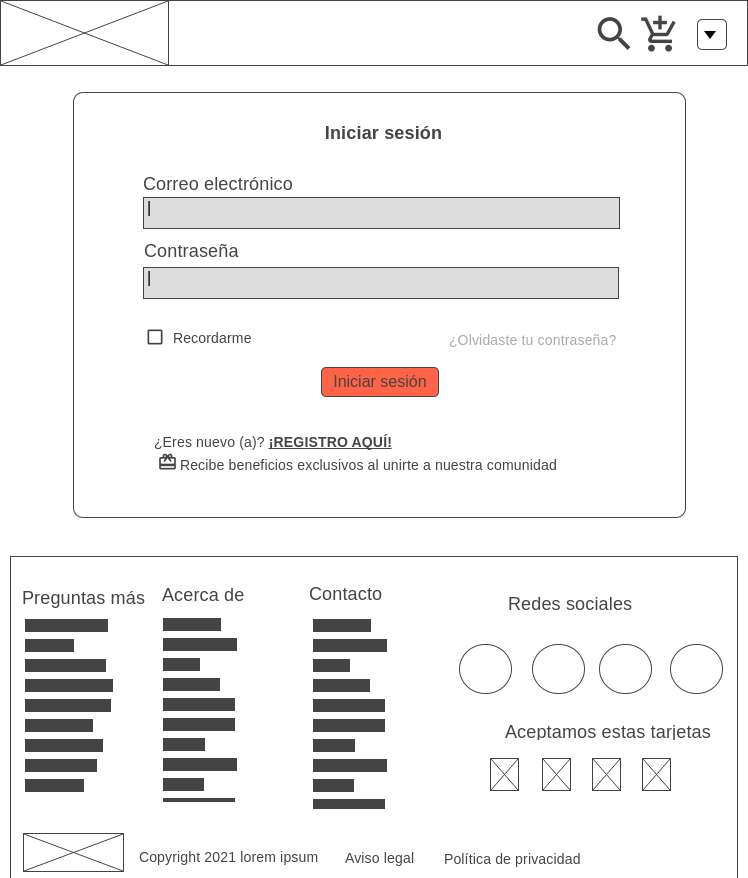 Iniciar sesión
Correo electrónico
Contraseña
Recordarme
¿Olvidaste tu contraseña?
Iniciar sesión
¿Eres nuevo (a)? ¡REGISTRO AQUÍ!
Recibe beneficios exclusivos al unirte a nuestra comunidad
Preguntas más
Acerca de
Contacto
Redes sociales
Aceptamos estas tarjetas
Copyright 2021 lorem ipsum
Aviso legal
Política de privacidad